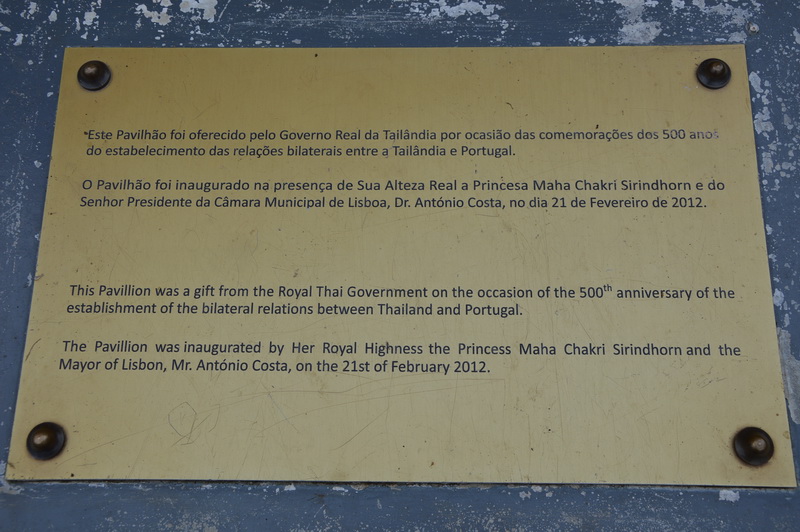 Este Pavilhão foi oferecido pelo Governo Real da Tailândia por ocasião das comemorações dos 500 anos
do estabelecimento das relações bilaterais entre a Tailândia e Portugal.
O Pavilhão foi inaugurado na presença de Sua Alteza Real a Princesa Maha Chakri Sirindhorn e do
Senhor Presidente da Câmara Municipal de Lisboa, Dr. António Costa, no dia 21 de Fevereiro de 2012.
This Pavillion was a gift from the Royal Thai Government on the occasion of the 500th anniversary of the
establishment of the bilateral relations between Thailand and Portugal.
The Pavillion was inaugurated by Her Royal Highness the Princess Maha Chakri Sirindhorn and the
Mayor of Lisbon, Mr. António Costa, on the 21st of February 2012.